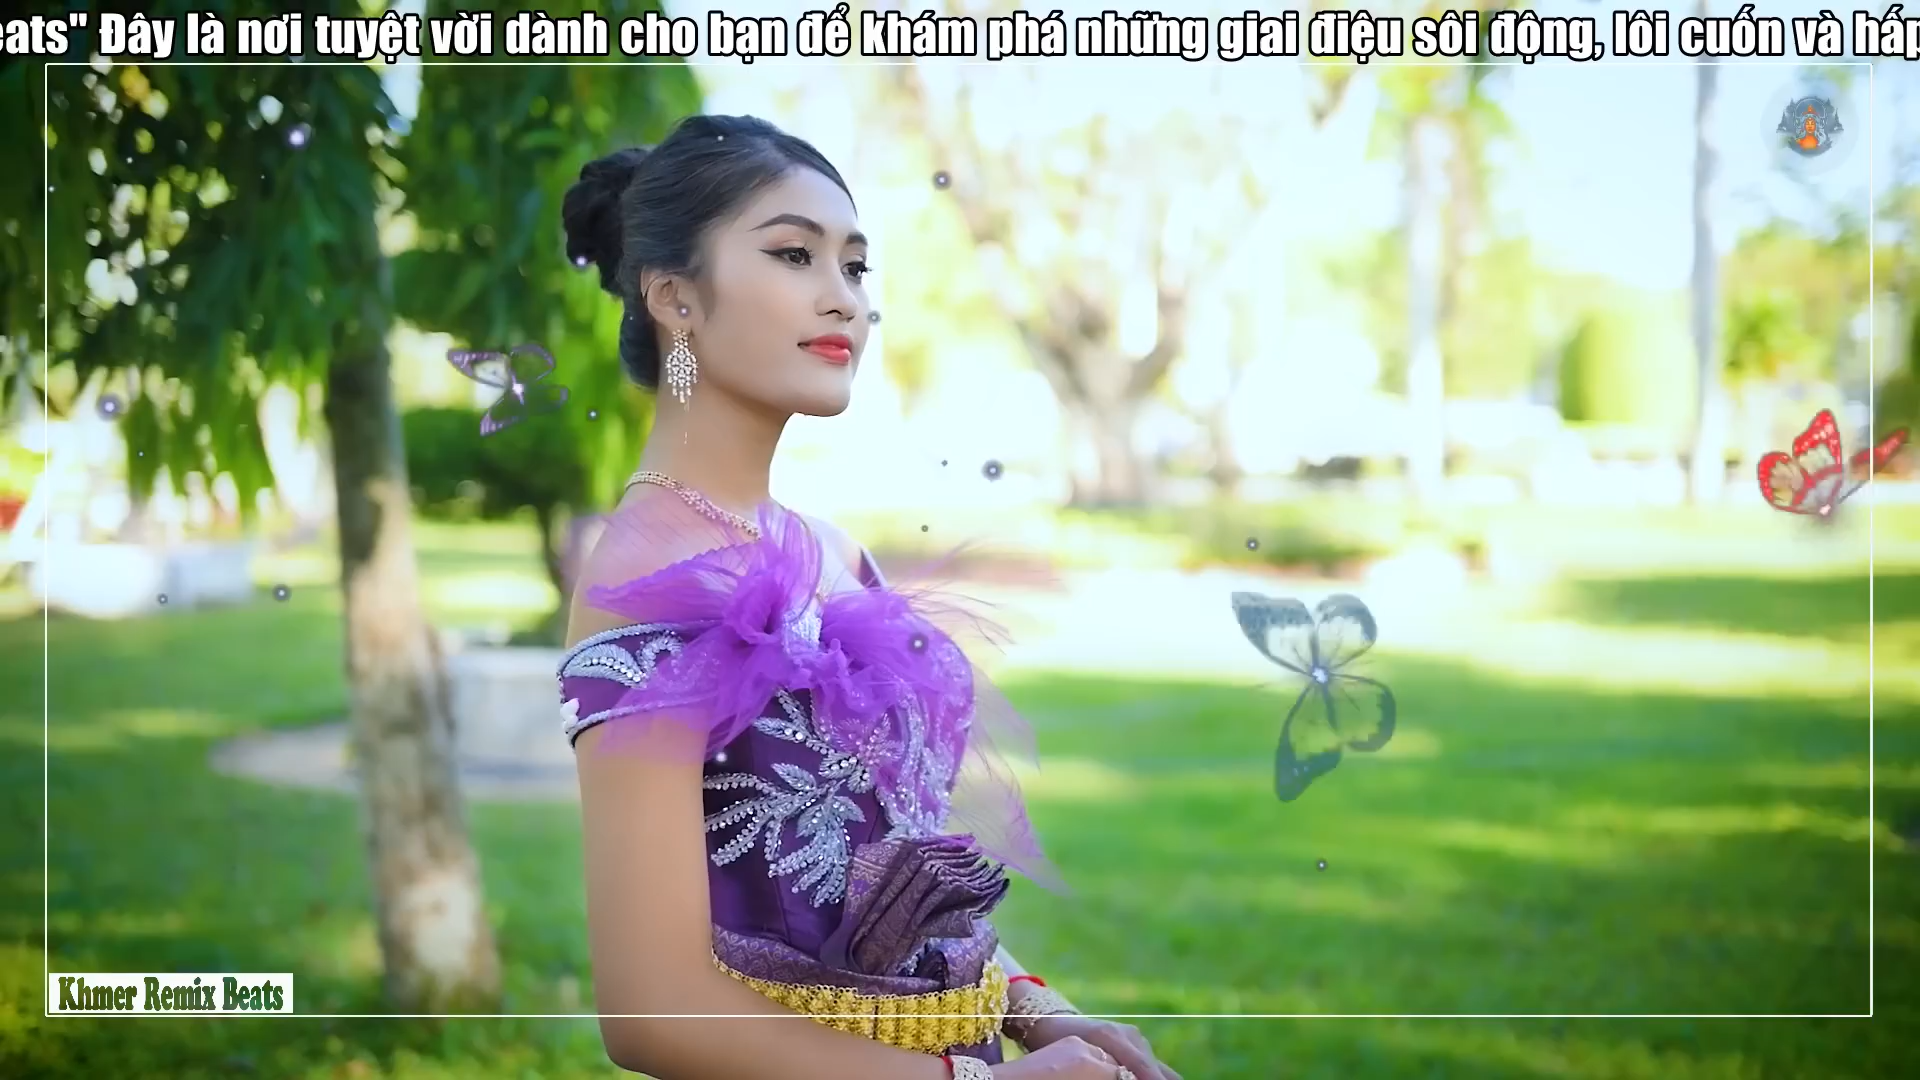 eats" Đây là nơi tuyệt vời dành cho bạn để khám phá những giai điệu sôi động, lôi cuốn và hấp
Khmer Remix Beats